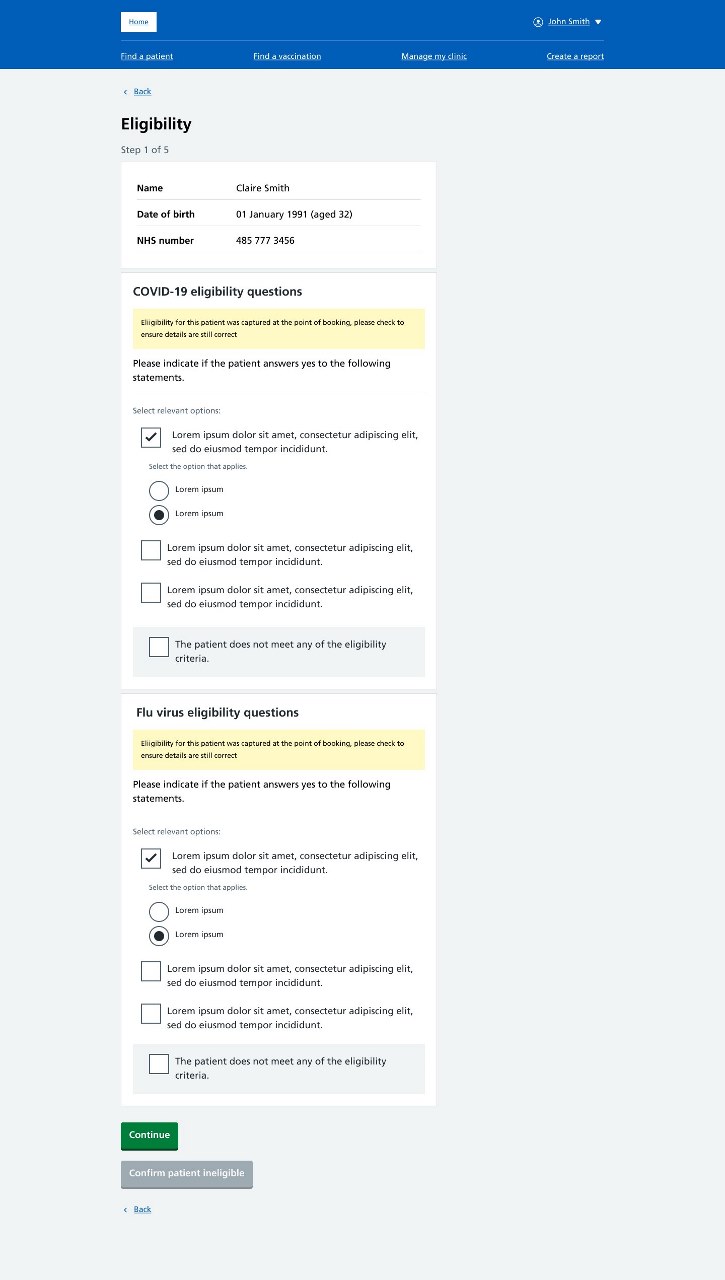 Home
John Smith
Find a patient
Find a vaccination
Manage my clinic
Create a report
Back
Eligibility
Step 1 of 5
Name
Claire Smith
Date of birth
01 January 1991 (aged 32)
NHS number
485 777 3456
COVID-19 eligibility questions
Eliigibility for this patient was captured at the point of booking, please check to
ensure details are still correct
Please indicate if the patient answers yes to the following
statements.
Select relevant options:
Lorem ipsum dolor sit amet, consectetur adipiscing elit,
sed do eiusmod tempor incididunt.
Select the option that applies.
Lorem ipsum
Lorem ipsum
Lorem ipsum dolor sit amet, consectetur adipiscing elit,
sed do eiusmod tempor incididunt.
Lorem ipsum dolor sit amet, consectetur adipiscing elit,
sed do eiusmod tempor incididunt.
The patient does not meet any of the eligibility
criteria.
Flu virus eligibility questions
Eliigibility for this patient was captured at the point of booking, please check to
ensure details are still correct
Please indicate if the patient answers yes to the following
statements.
Select relevant options:
Lorem ipsum dolor sit amet, consectetur adipiscing elit,
sed do eiusmod tempor incididunt.
Select the option that applies.
Lorem ipsum
Lorem ipsum
Lorem ipsum dolor sit amet, consectetur adipiscing elit,
sed do eiusmod tempor incididunt.
Lorem ipsum dolor sit amet, consectetur adipiscing elit,
sed do eiusmod tempor incididunt.
The patient does not meet any of the eligibility
criteria.
Continue
Confirm patient ineligible
Back